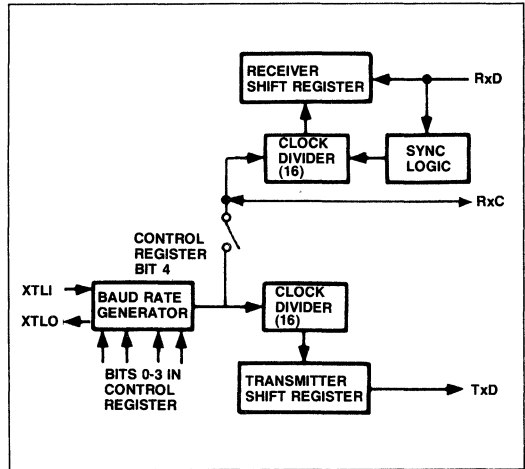 RECEIVER
SHIFT REGISTER
RxD
CLOCK
DIVIDER
(16)
SYNC
LOGIC
RxC
CONTROL
REGISTER
BIT 4
XTLI
XTLO
BAUD RATE
GENERATOR
CLOCK
DIVIDER
(16)
BITS 0-3 IN
CONTROL
REGISTER
TRANSMITTER
SHIFT REGISTER
TxD